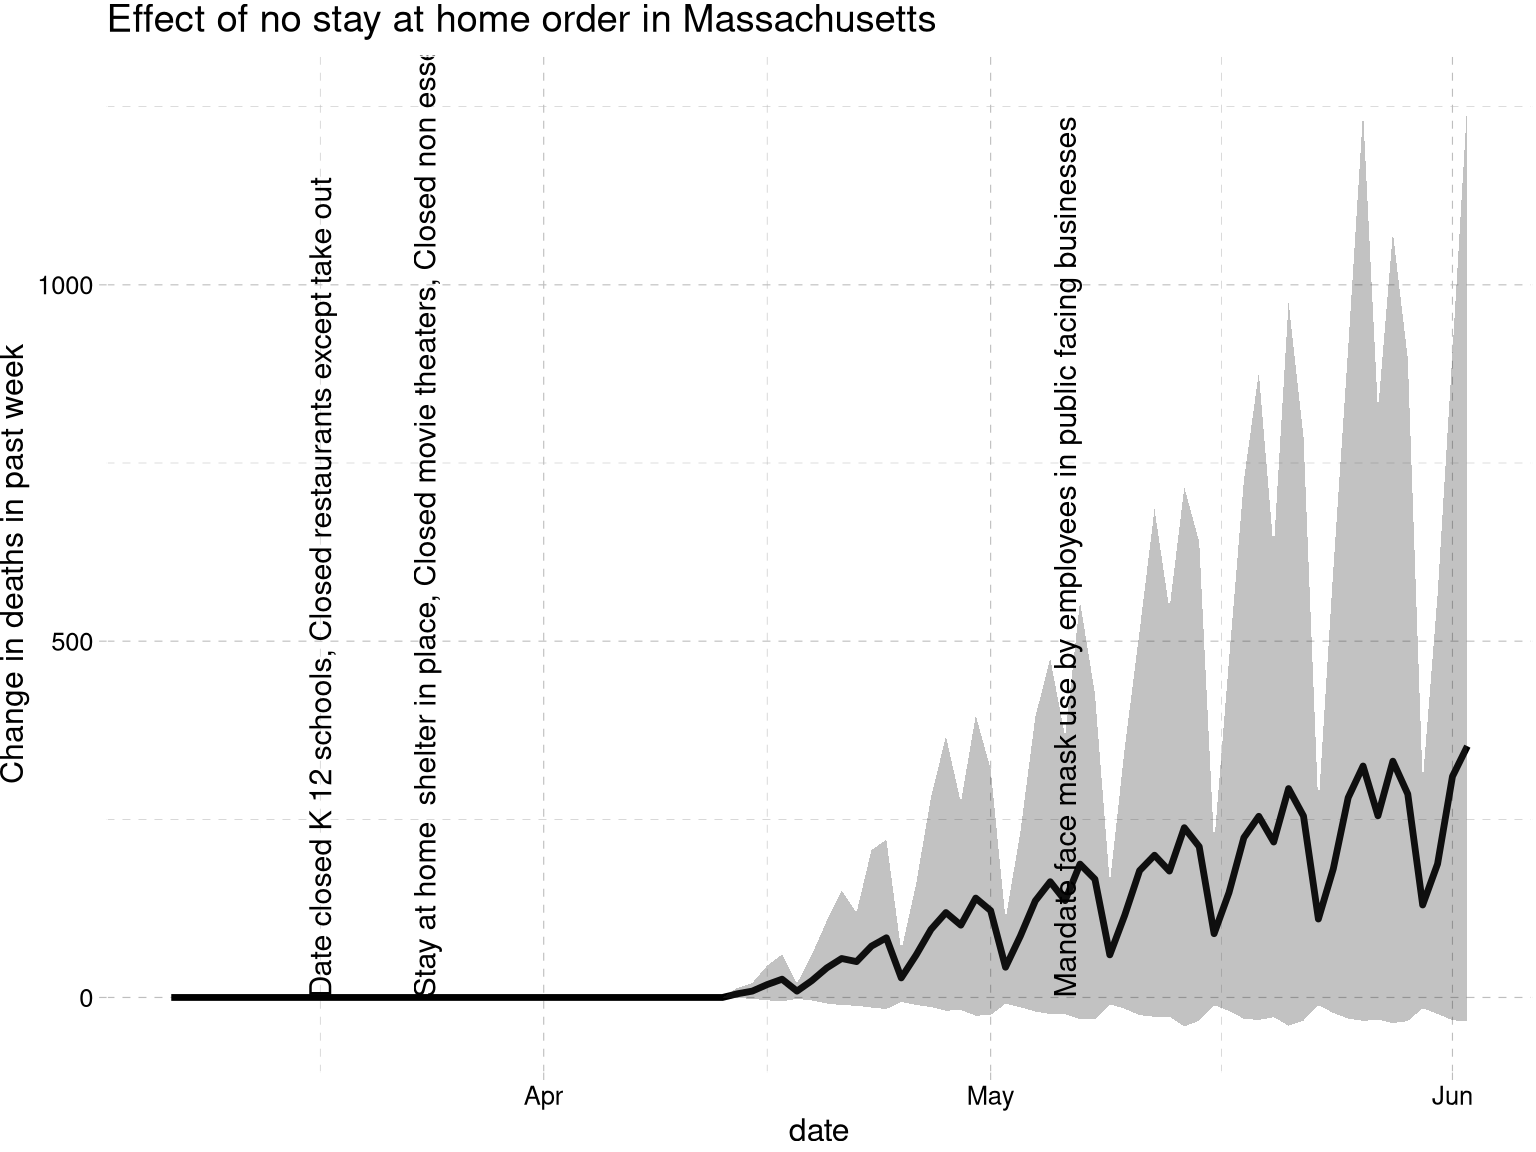 Effect of no stay at home order in Massachusetts
Change in deaths in past week
1000
500
0
Date closed K 12 schools, Closed restaurants except take out
Stay at home  shelter in place, Closed movie theaters, Closed non esse
Mandate face mask use by employees in public facing businesses
Apr
May
Jun
date